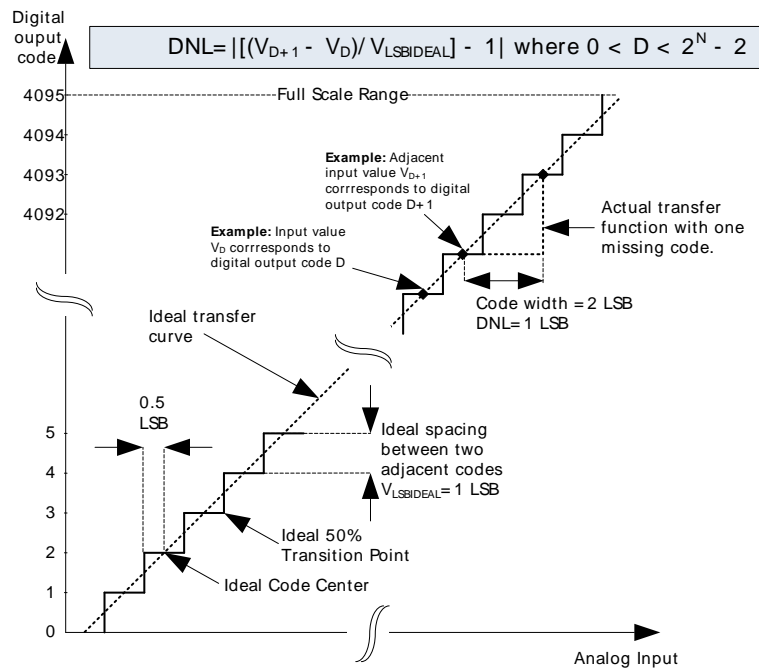 Digital
ouput
code
DNL= |[(V_{D+1} - V_D)/ V_{LSBIDEAL}] - 1| where 0 < D < 2^N - 2
4095
Full Scale Range
4094
4093
4092
Example: Adjacent
input value V_{D+1}
corrresponds to digital
output code D+1
Example: Input value
V_D corrresponds to
digital output code D
Actual transfer
function with one
missing code.
Code width = 2 LSB
DNL= 1 LSB
Ideal transfer
curve
0.5
LSB
5
4
3
2
1
0
Ideal spacing
between two
adjacent codes
V_{LSBIDEAL}= 1 LSB
Ideal 50%
Transition Point
Ideal Code Center
Analog Input